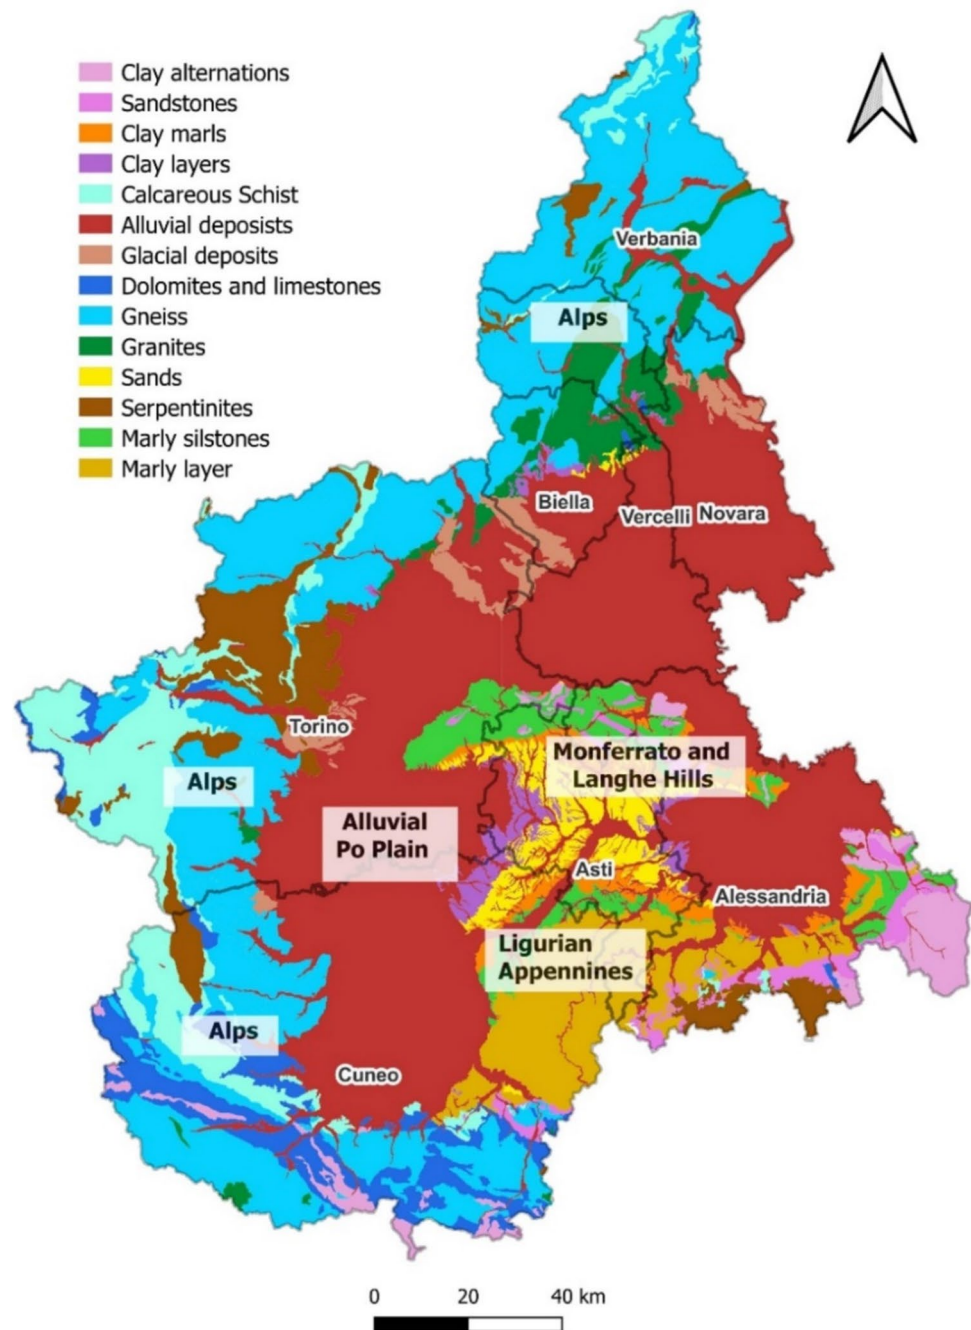 Clay alternations
Sandstones
Clay marls
Clay layers
Calcareous Schist
Alluvial deposists
Glacial deposits
Dolomites and limestones
Gneiss
Granites
Sands
Serpentinites
Marly silstones
Marly layer
Verbania
Alps
Biella
Vercelli
Novara
Torino
Monferrato and
Langhe Hills
Alps
Alluvial
Po Plain
Asti
Alessandria
Ligurian
Appennines
Alps
Cuneo
0 20 40 km